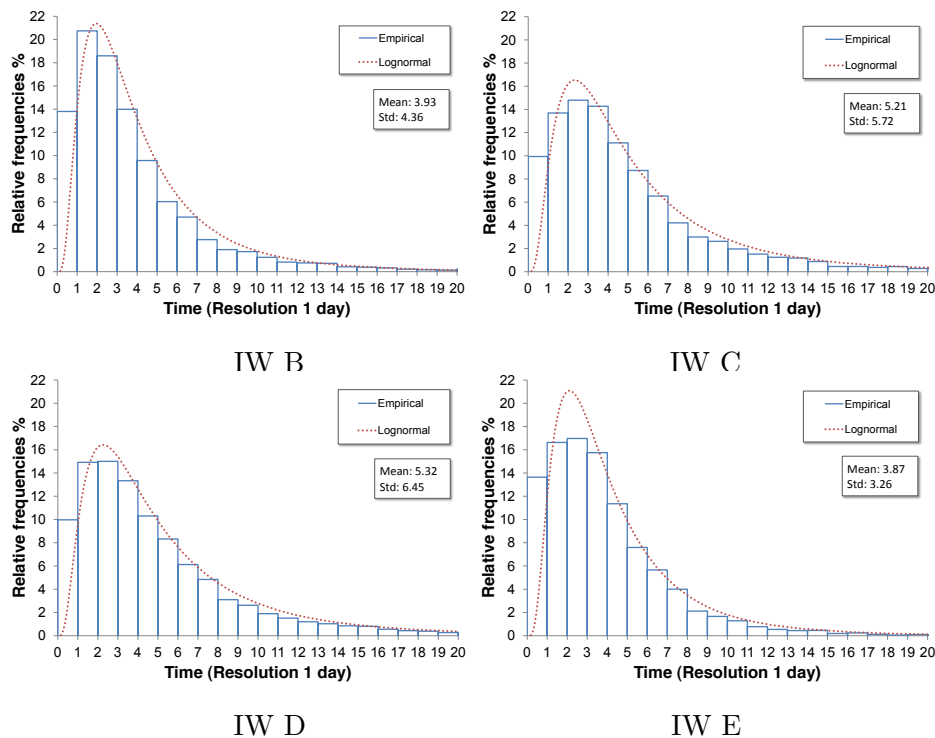 Relative frequencies %
22
20
18
16
14
12
10
8
6
4
2
0
Empirical
Lognormal
Mean: 3.93
Std: 4.36
0 1 2 3 4 5 6 7 8 9 10 11 12 13 14 15 16 17 18 19 20
Time (Resolution 1 day)
IW B
Relative frequencies %
22
20
18
16
14
12
10
8
6
4
2
0
Empirical
Lognormal
Mean: 5.21
Std: 5.72
0 1 2 3 4 5 6 7 8 9 10 11 12 13 14 15 16 17 18 19 20
Time (Resolution 1 day)
IW C
Relative frequencies %
22
20
18
16
14
12
10
8
6
4
2
0
Empirical
Lognormal
Mean: 5.32
Std: 6.45
0 1 2 3 4 5 6 7 8 9 10 11 12 13 14 15 16 17 18 19 20
Time (Resolution 1 day)
IW D
Relative frequencies %
22
20
18
16
14
12
10
8
6
4
2
0
Empirical
Lognormal
Mean: 3.87
Std: 3.26
0 1 2 3 4 5 6 7 8 9 10 11 12 13 14 15 16 17 18 19 20
Time (Resolution 1 day)
IW E